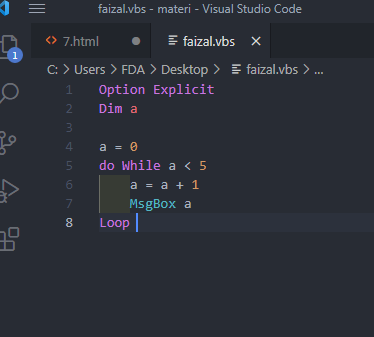 faizal.vbs - materi - Visual Studio Code
<> 7.html faizal.vbs
C: > Users > FDA > Desktop > faizal.vbs > ...
1 Option Explicit
2 Dim a
3
4 a = 0
5 do While a < 5
6 a = a + 1
7 MsgBox a
8 Loop
1